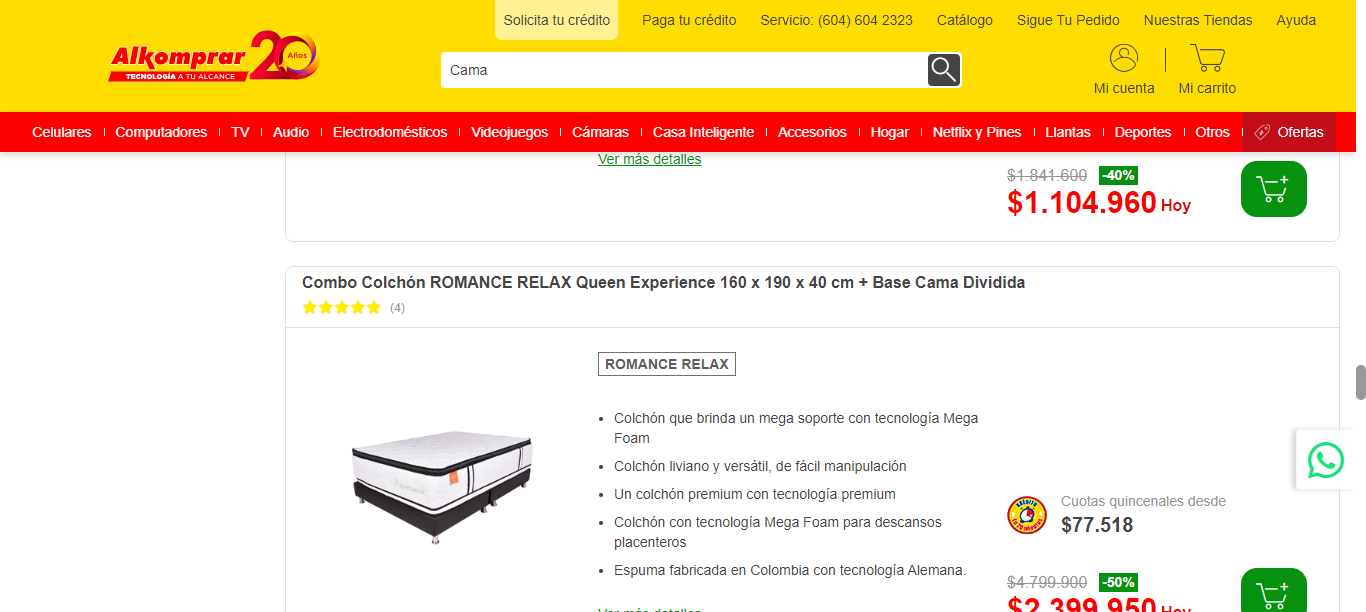 Solicita tu crédito
Paga tu crédito
Servicio: (604) 604 2323
Catálogo
Sigue Tu Pedido
Nuestras Tiendas
Ayuda
Alkomprar 20 Años
TECNOLOGÍA A TU ALCANCE
Cama
Mi cuenta
Mi carrito
Celulares
Computadores
TV
Audio
Electrodomésticos
Videojuegos
Cámaras
Casa Inteligente
Accesorios
Hogar
Netflix y Pines
Llantas
Deportes
Otros
Ofertas
Ver más detalles
$1.841.600 -40%
$1.104.960 Hoy
Combo Colchón ROMANCE RELAX Queen Experience 160 x 190 x 40 cm + Base Cama Dividida
(4)
ROMANCE RELAX
• Colchón que brinda un mega soporte con tecnología Mega
Foam
• Colchón liviano y versátil, de fácil manipulación
• Un colchón premium con tecnología premium
• Colchón con tecnología Mega Foam para descansos
placenteros
• Espuma fabricada en Colombia con tecnología Alemana.
Ver más detalles
Cuotas quincenales desde
$77.518
$4.799.900 -50%
$2.399.950 Hoy